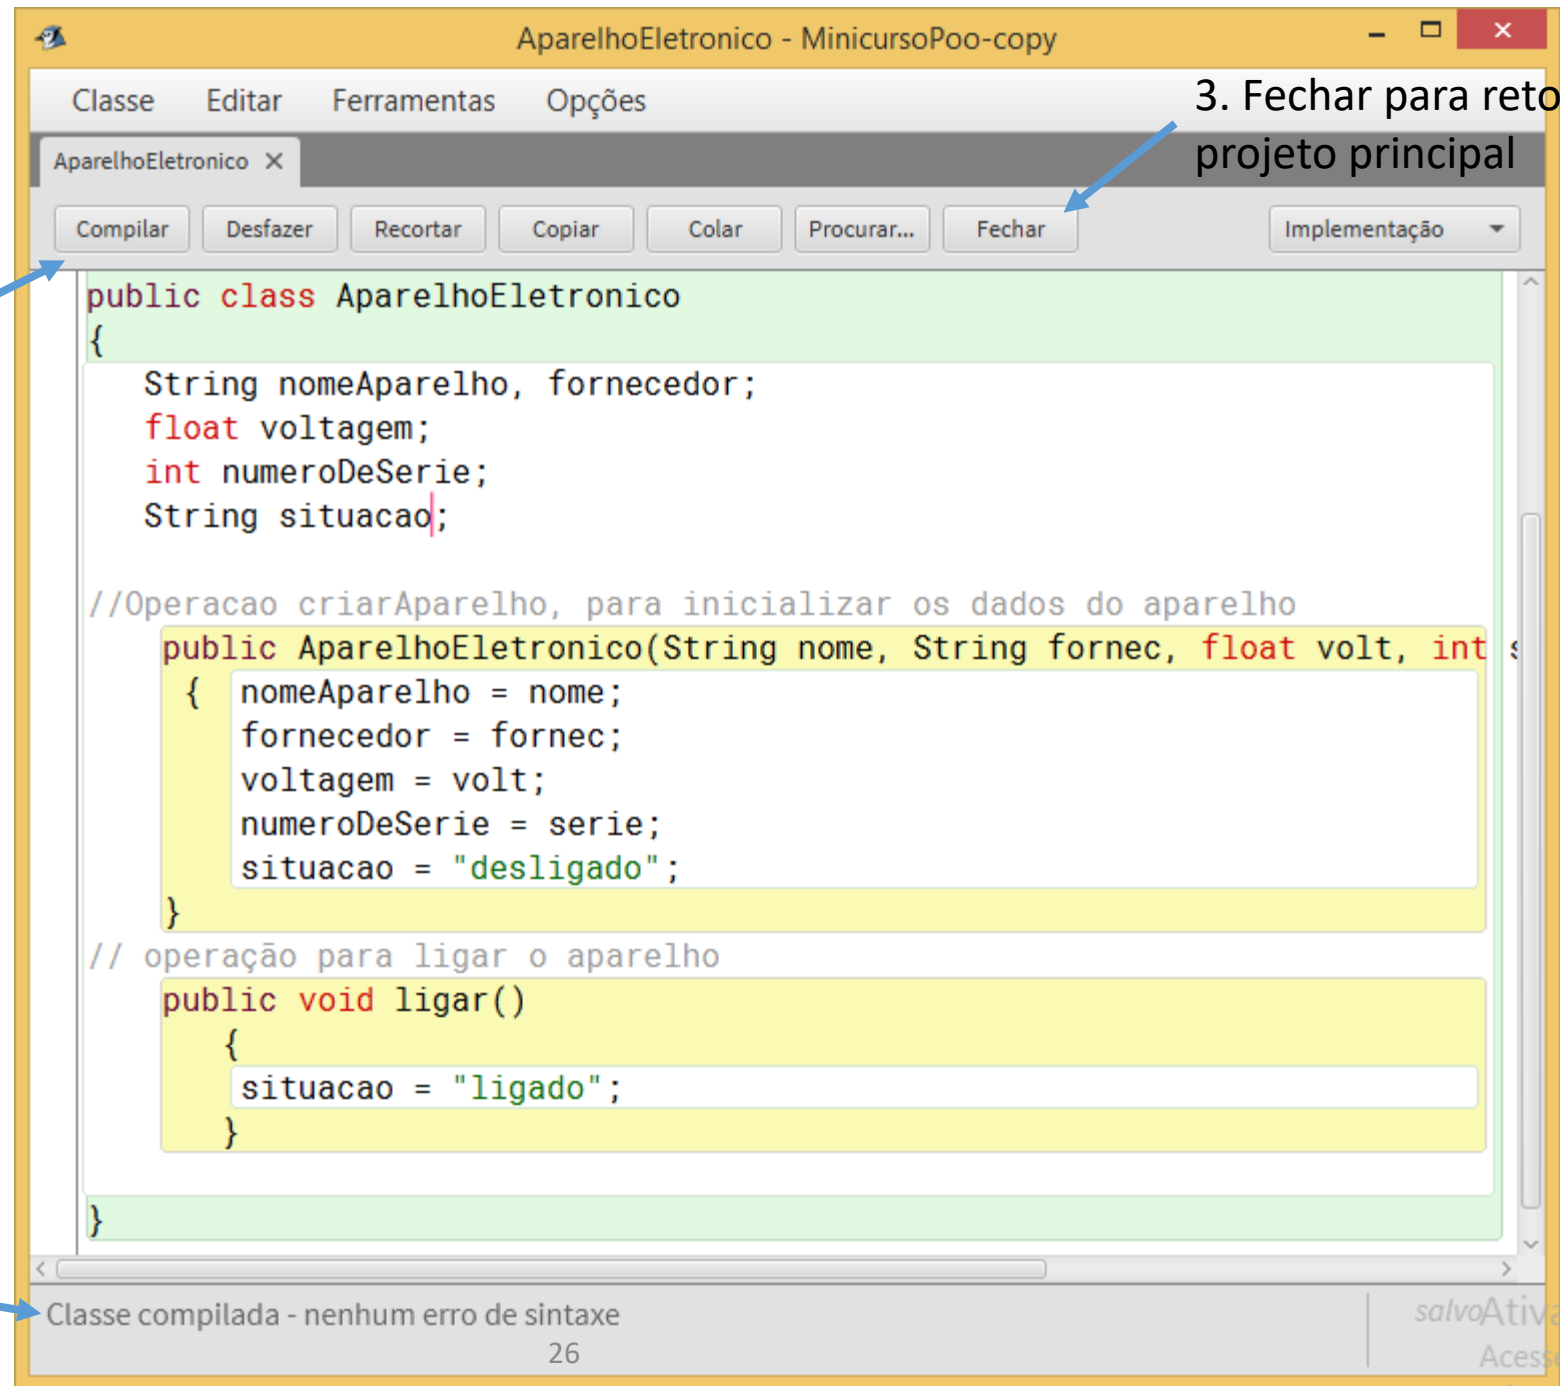 AparelhoEletronico - MinicursoPoo-copy
Classe Editar Ferramentas Opções
3. Fechar para reto
projeto principal
AparelhoEletronico ×
Compilar Desfazer Recortar Copiar Colar Procurar... Fechar Implementação
public class AparelhoEletronico
{
String nomeAparelho, fornecedor;
float voltagem;
int numeroDeSerie;
String situacao;
//Operacao criarAparelho, para inicializar os dados do aparelho
public AparelhoEletronico(String nome, String fornec, float volt, int s
{ nomeAparelho = nome;
fornecedor = fornec;
voltagem = volt;
numeroDeSerie = serie;
situacao = "desligado";
}
// operação para ligar o aparelho
public void ligar()
{
situacao = "ligado";
}
}
Classe compilada - nenhum erro de sintaxe
salvo
Ativa
26
Acesse